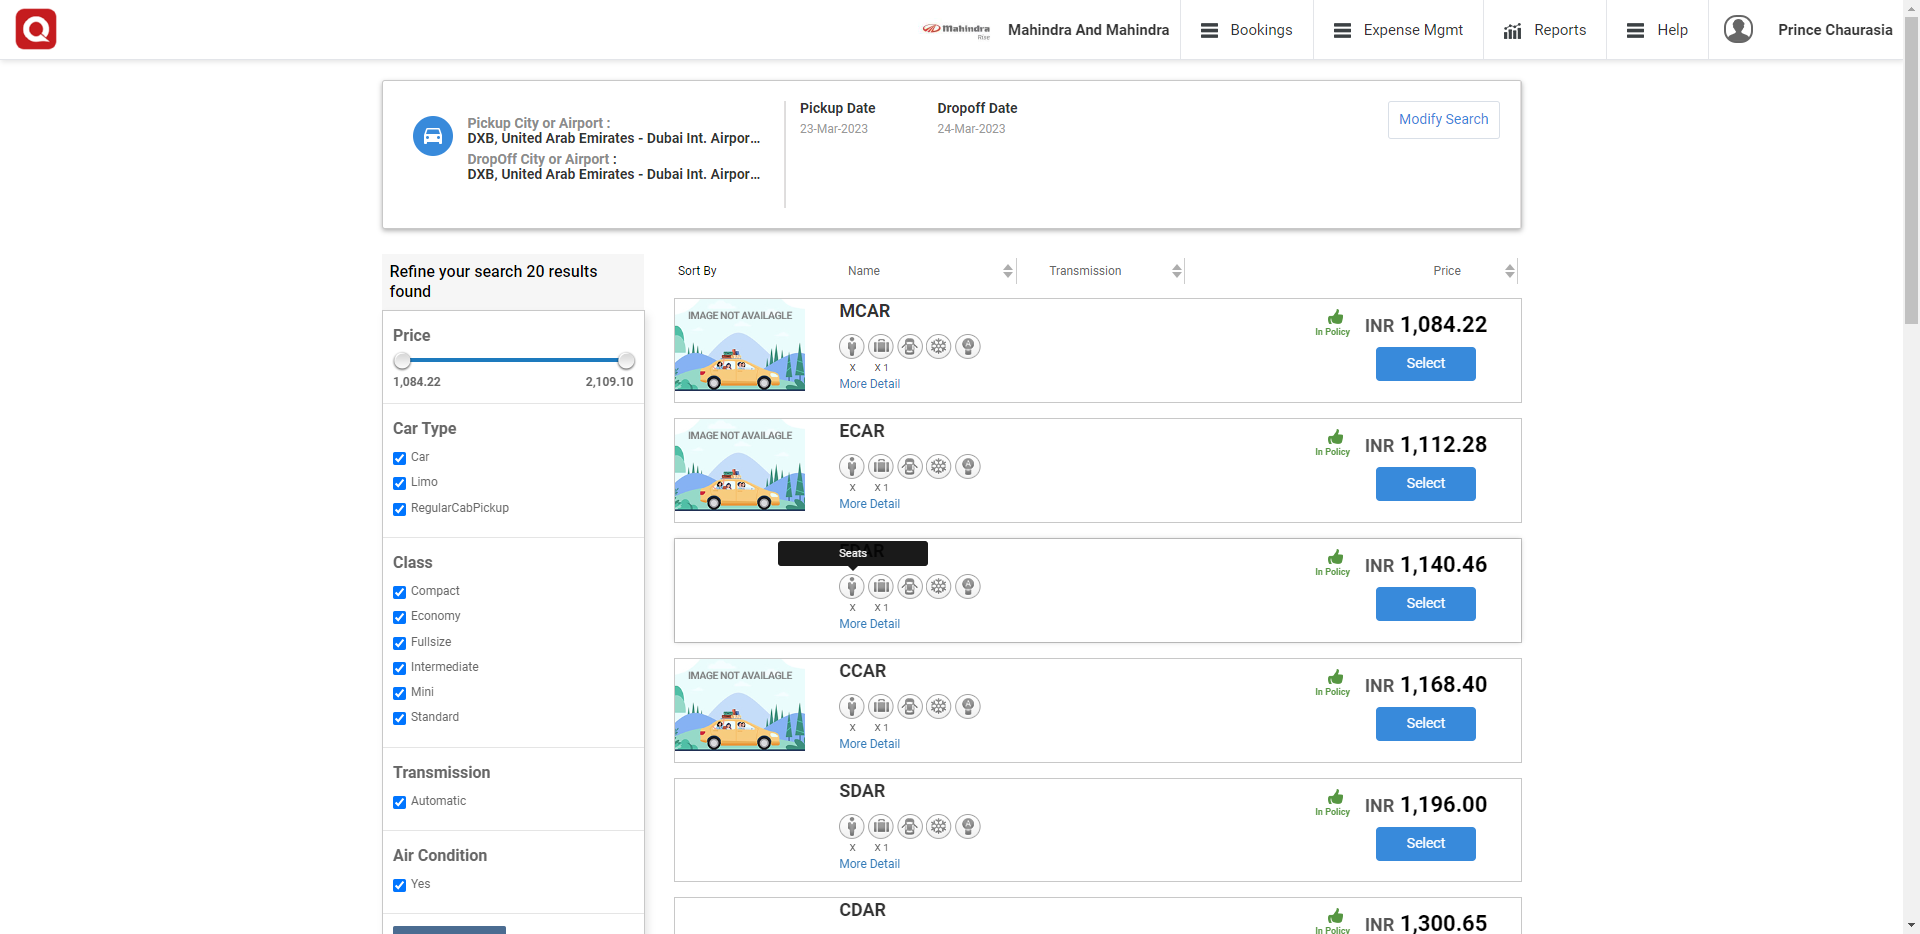 Q
Mahindra
Rise
Mahindra And Mahindra
Bookings
Expense Mgmt
Reports
Help
Prince Chaurasia
Pickup City or Airport :
DXB, United Arab Emirates - Dubai Int. Airpor...
DropOff City or Airport :
DXB, United Arab Emirates - Dubai Int. Airpor...
Pickup Date
23-Mar-2023
Dropoff Date
24-Mar-2023
Modify Search
Refine your search 20 results
found
Price
1,084.22 2,109.10
Car Type
Car
Limo
RegularCabPickup
Class
Compact
Economy
Fullsize
Intermediate
Mini
Standard
Transmission
Automatic
Air Condition
Yes
Sort By Name Transmission Price
IMAGE NOT AVAILAGLE
MCAR
X X 1
More Detail
In Policy
INR 1,084.22
Select
IMAGE NOT AVAILAGLE
ECAR
X X 1
More Detail
In Policy
INR 1,112.28
Select
Seats
X X 1
More Detail
In Policy
INR 1,140.46
Select
IMAGE NOT AVAILAGLE
CCAR
X X 1
More Detail
In Policy
INR 1,168.40
Select
SDAR
X X 1
More Detail
In Policy
INR 1,196.00
Select
CDAR
In Policy
INR 1,300.65